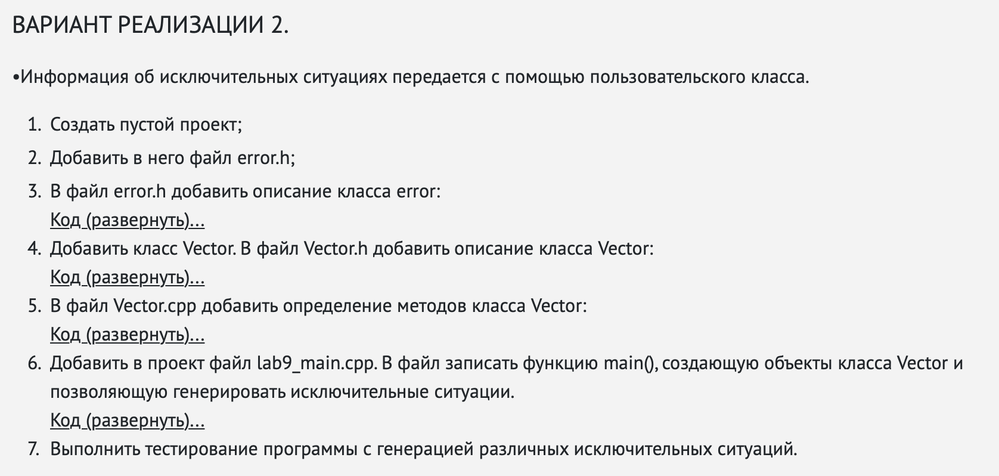 ВАРИАНТ РЕАЛИЗАЦИИ 2.
•Информация об исключительных ситуациях передается с помощью пользовательского класса.
1. Создать пустой проект;
2. Добавить в него файл error.h;
3. В файл error.h добавить описание класса error:
Код (развернуть)...
4. Добавить класс Vector. В файл Vector.h добавить описание класса Vector:
Код (развернуть)...
5. В файл Vector.cpp добавить определение методов класса Vector:
Код (развернуть)...
6. Добавить в проект файл lab9_main.cpp. В файл записать функцию main(), создающую объекты класса Vector и
позволяющую генерировать исключительные ситуации.
Код (развернуть)...
7. Выполнить тестирование программы с генерацией различных исключительных ситуаций.